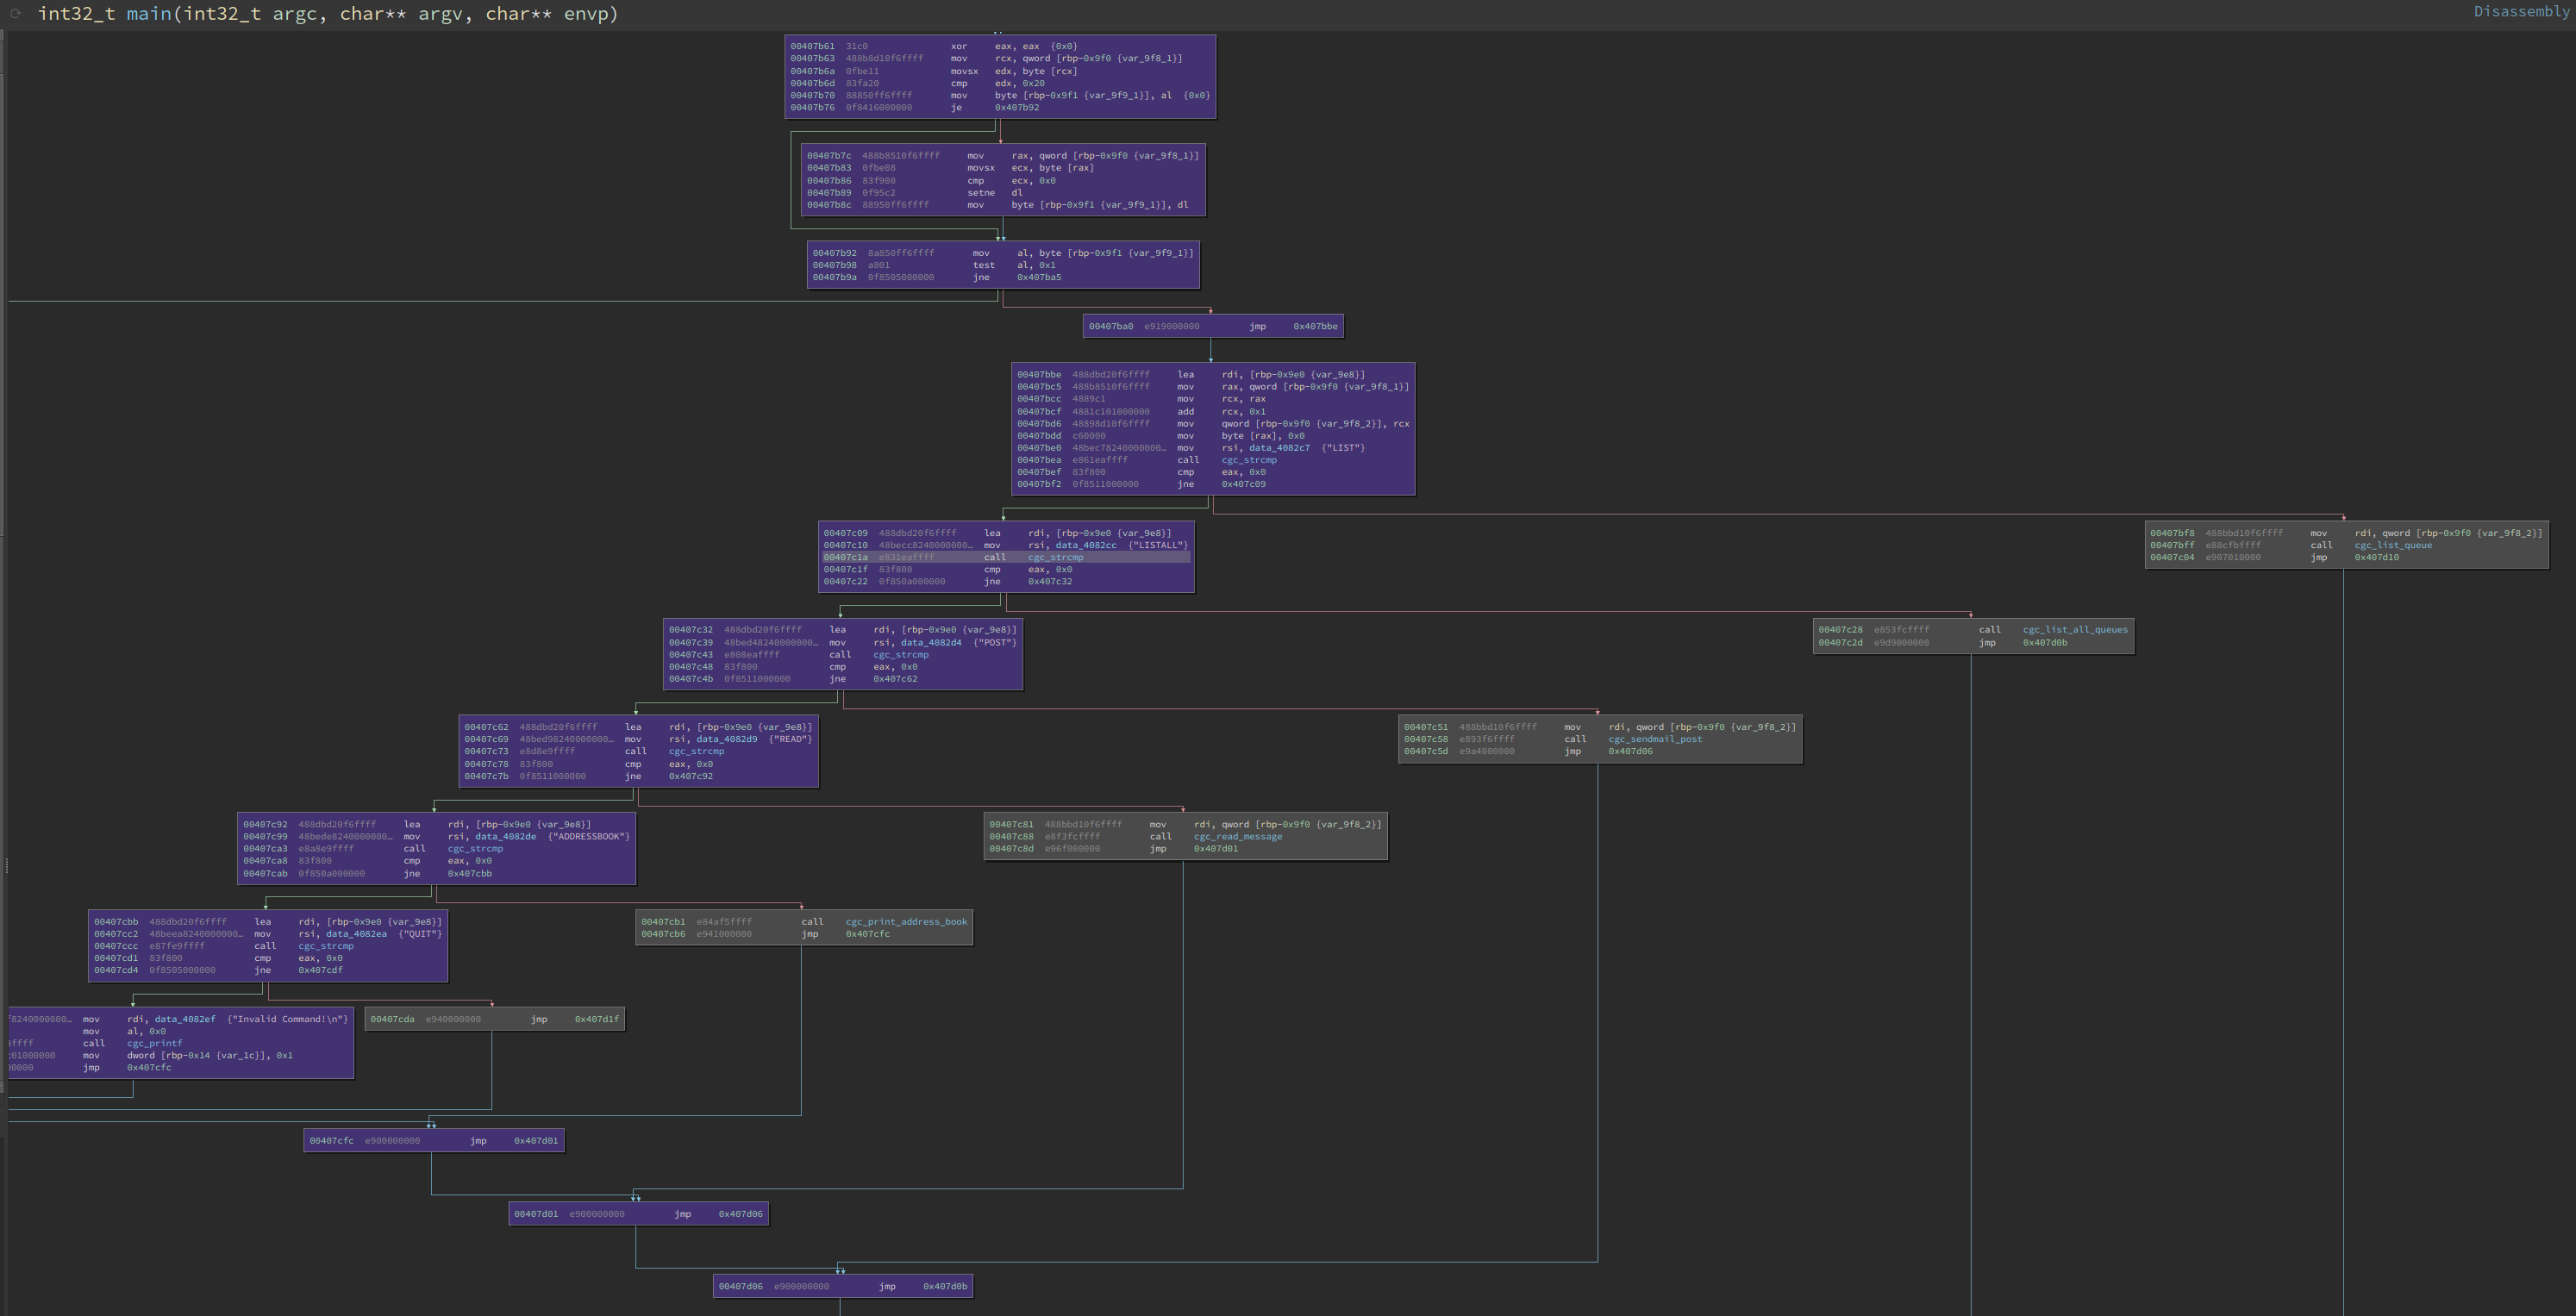 int32_t main(int32_t argc, char** argv, char** envp)
Disassembly
00407b61 31c0 xor eax, eax {0x0}
00407b63 488b8d10f6ffff mov rcx, qword [rbp-0x9f0 {var_9f8_1}]
00407b6a 0fbe11 movsx edx, byte [rcx]
00407b6d 83fa20 cmp edx, 0x20
00407b70 88850ff6ffff mov byte [rbp-0x9f1 {var_9f9_1}], al {0x0}
00407b76 0f8416000000 je 0x407b92
00407b7c 488b8510f6ffff mov rax, qword [rbp-0x9f0 {var_9f8_1}]
00407b83 0fbe08 movsx ecx, byte [rax]
00407b86 83f900 cmp ecx, 0x0
00407b89 0f95c2 setne dl
00407b8c 88950ff6ffff mov byte [rbp-0x9f1 {var_9f9_1}], dl
00407b92 8a850ff6ffff mov al, byte [rbp-0x9f1 {var_9f9_1}]
00407b98 a801 test al, 0x1
00407b9a 0f8505000000 jne 0x407ba5
00407ba0 e919000000 jmp 0x407bbe
00407bbe 488dbd20f6ffff lea rdi, [rbp-0x9e0 {var_9e8}]
00407bc5 488b8510f6ffff mov rax, qword [rbp-0x9f0 {var_9f8_1}]
00407bcc 4889c1 mov rcx, rax
00407bcf 4881c101000000 add rcx, 0x1
00407bd6 48898d10f6ffff mov qword [rbp-0x9f0 {var_9f8_2}], rcx
00407bdd c60000 mov byte [rax], 0x0
00407be0 48bec78240000000… mov rsi, data_4082c7 {"LIST"}
00407bea e861eaffff call cgc_strcmp
00407bef 83f800 cmp eax, 0x0
00407bf2 0f8511000000 jne 0x407c09
00407c09 488dbd20f6ffff lea rdi, [rbp-0x9e0 {var_9e8}]
00407c10 48becc8240000000… mov rsi, data_4082cc {"LISTALL"}
00407c1a e831eaffff call cgc_strcmp
00407c1f 83f800 cmp eax, 0x0
00407c22 0f850a000000 jne 0x407c32
00407bf8 488bbd10f6ffff mov rdi, qword [rbp-0x9f0 {var_9f8_2}]
00407bff e88cfbffff call cgc_list_queue
00407c04 e907010000 jmp 0x407d10
00407c32 488dbd20f6ffff lea rdi, [rbp-0x9e0 {var_9e8}]
00407c39 48bed48240000000… mov rsi, data_4082d4 {"POST"}
00407c43 e808eaffff call cgc_strcmp
00407c48 83f800 cmp eax, 0x0
00407c4b 0f8511000000 jne 0x407c62
00407c28 e853fcffff call cgc_list_all_queues
00407c2d e9d9000000 jmp 0x407d0b
00407c62 488dbd20f6ffff lea rdi, [rbp-0x9e0 {var_9e8}]
00407c69 48bed98240000000… mov rsi, data_4082d9 {"READ"}
00407c73 e8d8e9ffff call cgc_strcmp
00407c78 83f800 cmp eax, 0x0
00407c7b 0f8511000000 jne 0x407c92
00407c51 488bbd10f6ffff mov rdi, qword [rbp-0x9f0 {var_9f8_2}]
00407c58 e893f6ffff call cgc_sendmail_post
00407c5d e9a4000000 jmp 0x407d06
00407c92 488dbd20f6ffff lea rdi, [rbp-0x9e0 {var_9e8}]
00407c99 48bede8240000000… mov rsi, data_4082de {"ADDRESSBOOK"}
00407ca3 e8a8e9ffff call cgc_strcmp
00407ca8 83f800 cmp eax, 0x0
00407cab 0f850a000000 jne 0x407cbb
00407c81 488bbd10f6ffff mov rdi, qword [rbp-0x9f0 {var_9f8_2}]
00407c88 e8f3fcffff call cgc_read_message
00407c8d e96f000000 jmp 0x407d01
00407cbb 488dbd20f6ffff lea rdi, [rbp-0x9e0 {var_9e8}]
00407cc2 48beea8240000000… mov rsi, data_4082ea {"QUIT"}
00407ccc e87fe9ffff call cgc_strcmp
00407cd1 83f800 cmp eax, 0x0
00407cd4 0f8505000000 jne 0x407cdf
00407cb1 e84af5ffff call cgc_print_address_book
00407cb6 e941000000 jmp 0x407cfc
8240000000… mov rdi, data_4082ef {"Invalid Command!\n"}
mov al, 0x0
ffff call cgc_printf
01000000 mov dword [rbp-0x14 {var_1c}], 0x1
0000 jmp 0x407cfc
00407cda e940000000 jmp 0x407d1f
00407cfc e900000000 jmp 0x407d01
00407d01 e900000000 jmp 0x407d06
00407d06 e900000000 jmp 0x407d0b